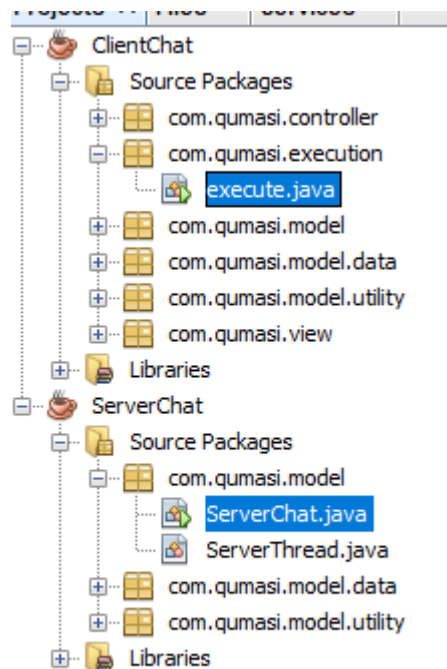 ClientChat
Source Packages
com.qumasi.controller
com.qumasi.execution
execute.java
com.qumasi.model
com.qumasi.model.data
com.qumasi.model.utility
com.qumasi.view
Libraries
ServerChat
Source Packages
com.qumasi.model
ServerChat.java
ServerThread.java
com.qumasi.model.data
com.qumasi.model.utility
Libraries